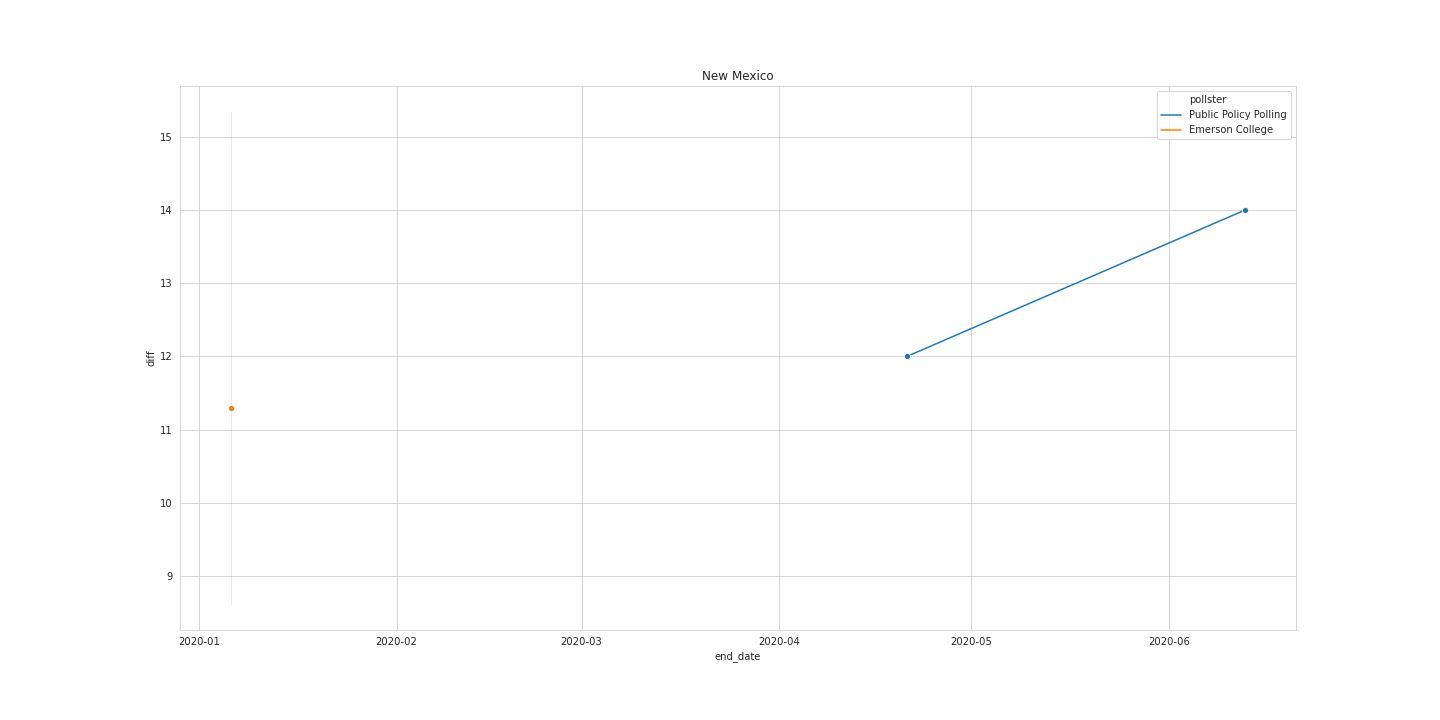 New Mexico
pollster
Public Policy Polling
Emerson College
diff
15
14
13
12
11
10
9
2020-01
2020-02
2020-03
2020-04
2020-05
2020-06
end_date